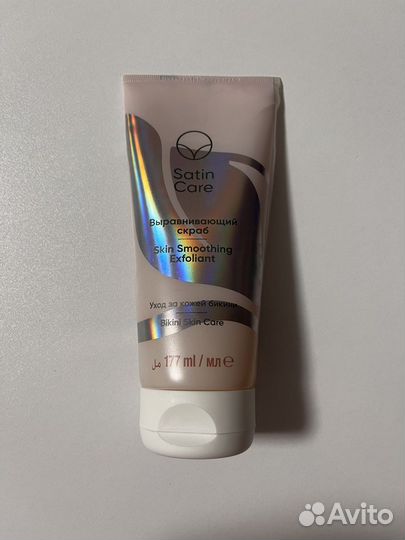 Satin
Care
Выравнивающий
скраб
Skin Smoothing
Exfoliant
Уход за кожей бикини
Bikini Skin Care
مل 177 ml / мл ℮
Avito